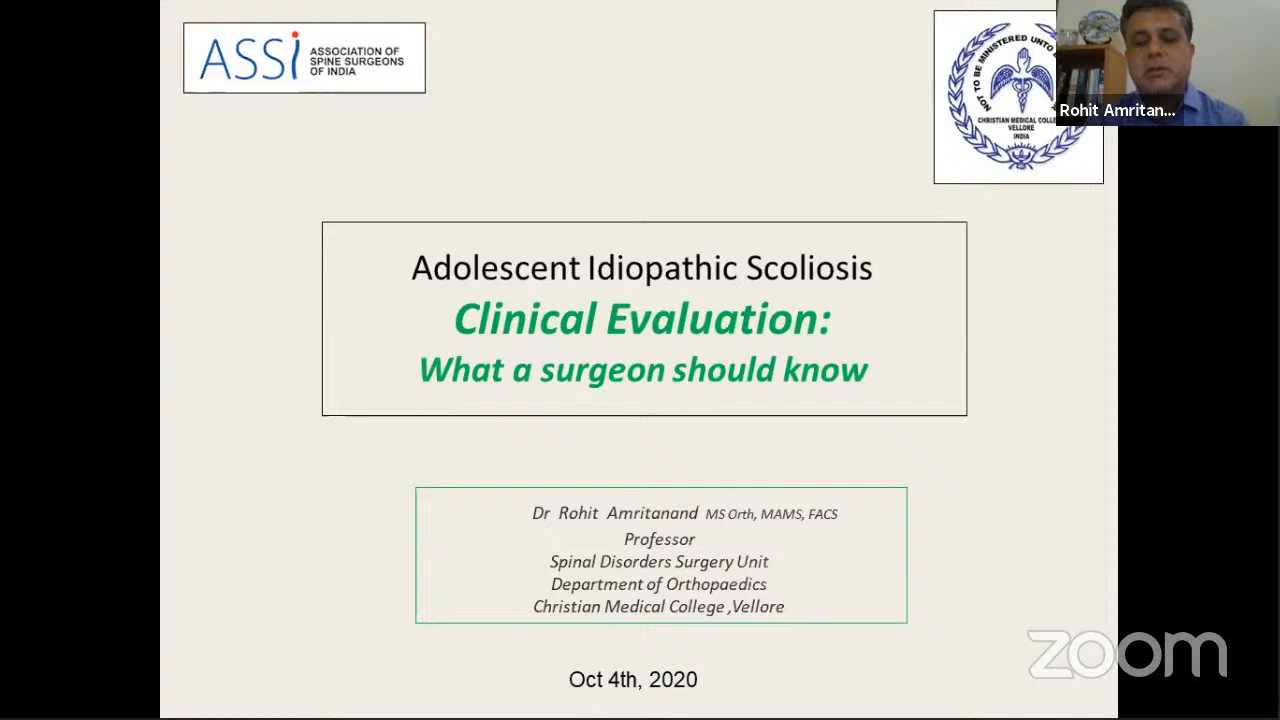 ASSi
ASSOCIATION OF
SPINE SURGEONS
OF INDIA
NOT TO BE MINISTERED UNTO
CHRISTIAN MEDICAL
VELLORE
INDIA
Rohit Amritan...
Adolescent Idiopathic Scoliosis
Clinical Evaluation:
What a surgeon should know
Dr Rohit Amritanand MS Orth, MAMS, FACS
Professor
Spinal Disorders Surgery Unit
Department of Orthopaedics
Christian Medical College ,Vellore
zoom
Oct 4th, 2020